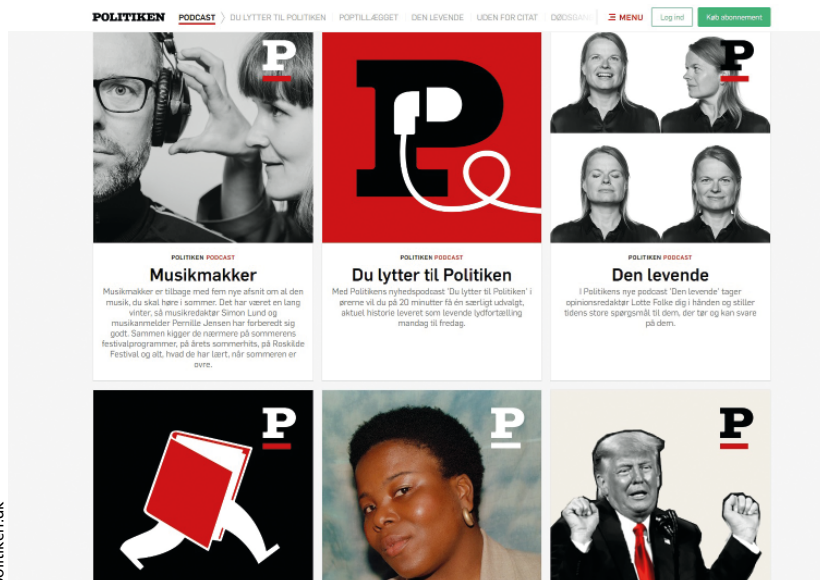 POLITIKEN PODCAST DU LYTTER TIL POLITIKEN POPTILLÆGGET DEN LEVENDE UDEN FOR CITAT DØDSGAN MENU Log ind Køb abonnement
P
P
P
POLITIKEN PODCAST
Musikmakker
Musikmakker er tilbage med fem nye afsnit om al den
musik, du skal høre i sommer. Det har været en lang
vinter, så musikredaktør Simon Lund og
musikanmelder Pernille Jensen har forberedt sig
godt. Sammen kigger de nærmere på sommerens
festivalprogrammer, på årets sommerhits, på Roskilde
Festival og alt, hvad de har lært, når sommeren er
ovre.
POLITIKEN PODCAST
Du lytter til Politiken
Med Politikens nyhedspodcast 'Du lytter til Politiken' i
ørerne vil du på 20 minutter få én særligt udvalgt,
aktuel historie leveret som levende lydfortælling
mandag til fredag.
POLITIKEN PODCAST
Den levende
I Politikens nye podcast 'Den levende' tager
opinionsredaktør Lotte Folke dig i hånden og stiller
tidens store spørgsmål til dem, der tør og kan svare
på dem.
P
P
P